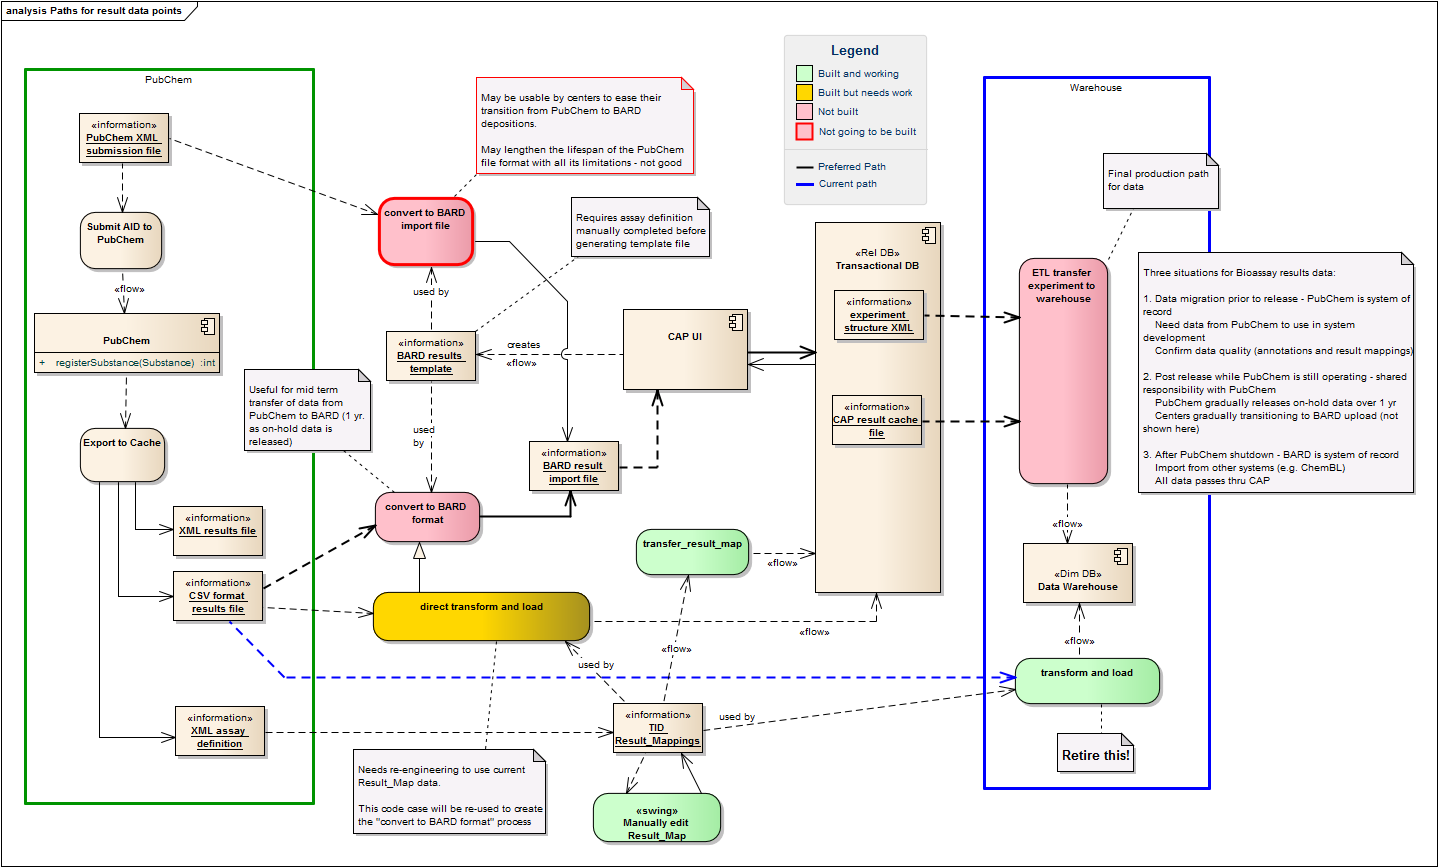 analysis Paths for result data points
PubChem
«information»
PubChem XML
submission file
Submit AID to
PubChem
«flow»
PubChem
+ registerSubstance(Substance) :int
Export to Cache
«information»
XML results file
«information»
CSV format
results file
«information»
XML assay
definition
Useful for mid term
transfer of data from
PubChem to BARD (1 yr.
as on-hold data is
released)
May be usable by centers to ease their
transition from PubChem to BARD
depositions.
May lengthen the lifespan of the PubChem
file format with all its limitations - not good
convert to BARD
import file
used by
Requires assay definition
manually completed before
generating template file
«information»
BARD results
template
creates
«flow»
used
by
convert to BARD
format
«information»
BARD result
import file
CAP UI
direct transform and load
used by
Needs re-engineering to use current
Result_Map data.
This code case will be re-used to create
the "convert to BARD format" process
transfer_result_map
«flow»
«flow»
«flow»
«information»
TID
Result_Mappings
used by
«swing»
Manually edit
Result_Map
Legend
Built and working
Built but needs work
Not built
Not going to be built
Preferred Path
Current path
«Rel DB»
Transactional DB
«information»
experiment
structure XML
«information»
CAP result cache
file
Warehouse
Final production path
for data
ETL transfer
experiment to
warehouse
«flow»
«Dim DB»
Data Warehouse
«flow»
transform and load
Retire this!
Three situations for Bioassay results data:
1. Data migration prior to release - PubChem is system of
record
Need data from PubChem to use in system
development
Confirm data quality (annotations and result mappings)
2. Post release while PubChem is still operating - shared
responsibility with PubChem
PubChem gradually releases on-hold data over 1 yr
Centers gradually transitioning to BARD upload (not
shown here)
3. After PubChem shutdown - BARD is system of record
Import from other systems (e.g. ChemBL)
All data passes thru CAP